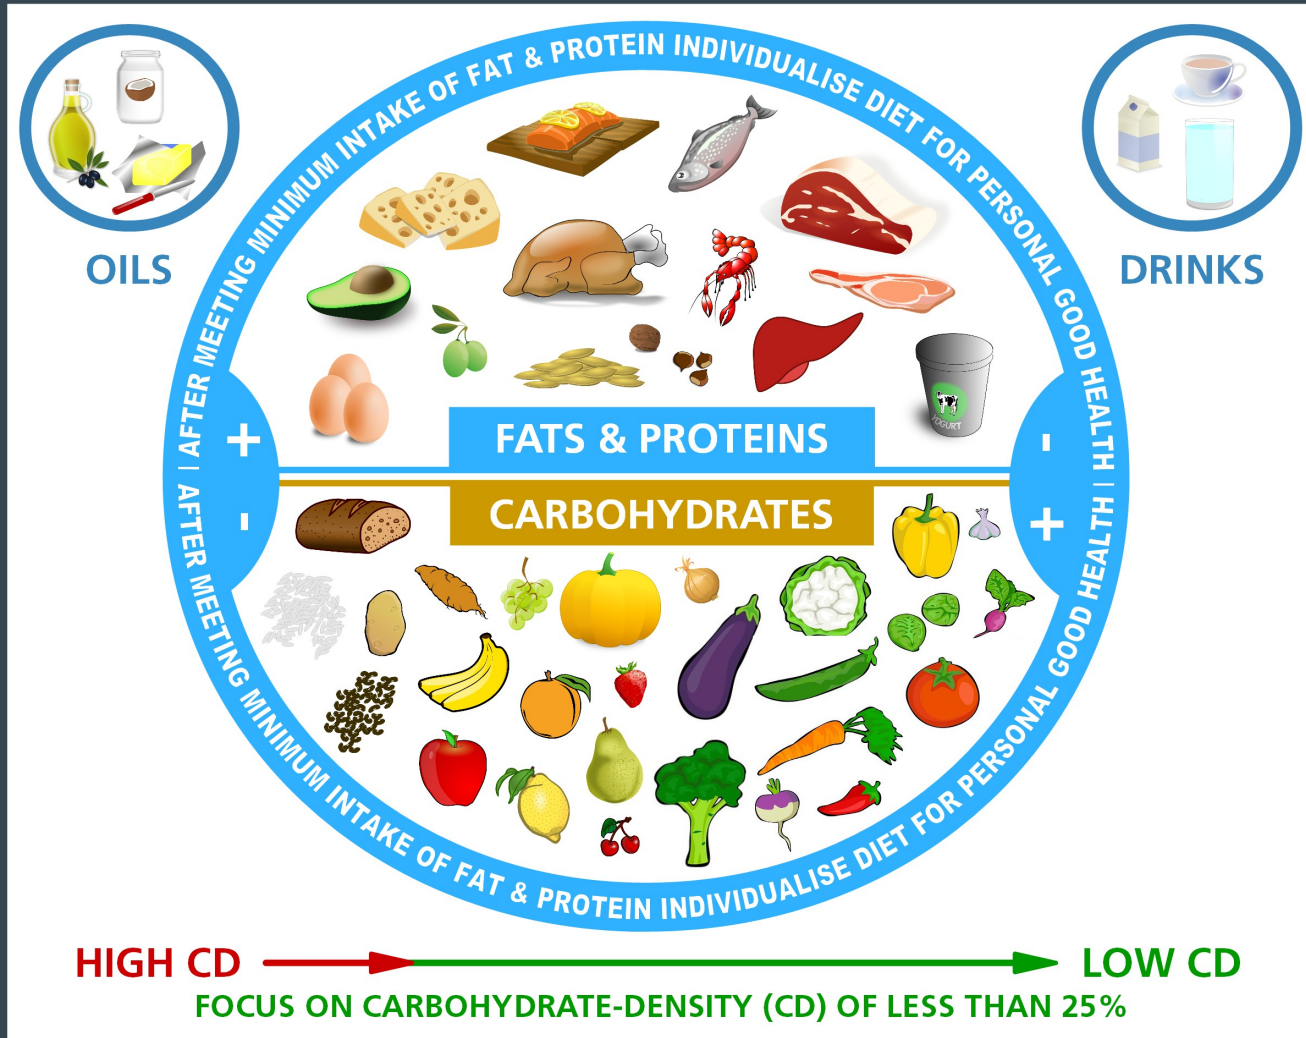 AFTER MEETING MINIMUM INTAKE OF FAT & PROTEIN INDIVIDUALISE DIET FOR PERSONAL GOOD HEALTH |
OILS
DRINKS
YOGURT
+
-
FATS & PROTEINS
CARBOHYDRATES
-
+
| AFTER MEETING MINIMUM INTAKE OF FAT & PROTEIN INDIVIDUALISE DIET FOR PERSONAL GOOD HEALTH
HIGH CD
LOW CD
FOCUS ON CARBOHYDRATE-DENSITY (CD) OF LESS THAN 25%